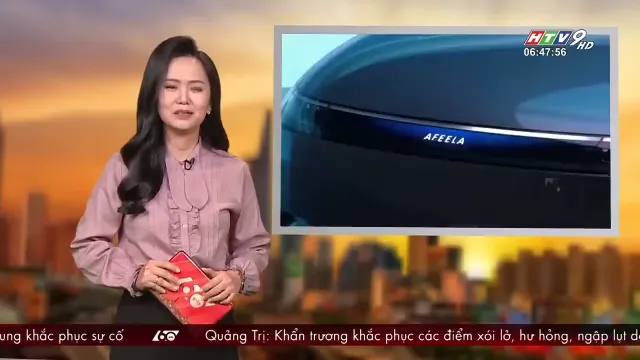 HTV9 HD
06:47:56
AFEELA
ung khắc phục sự cố
Quảng Trị: Khẩn trương khắc phục các điểm xói lở, hư hỏng, ngập lụt d